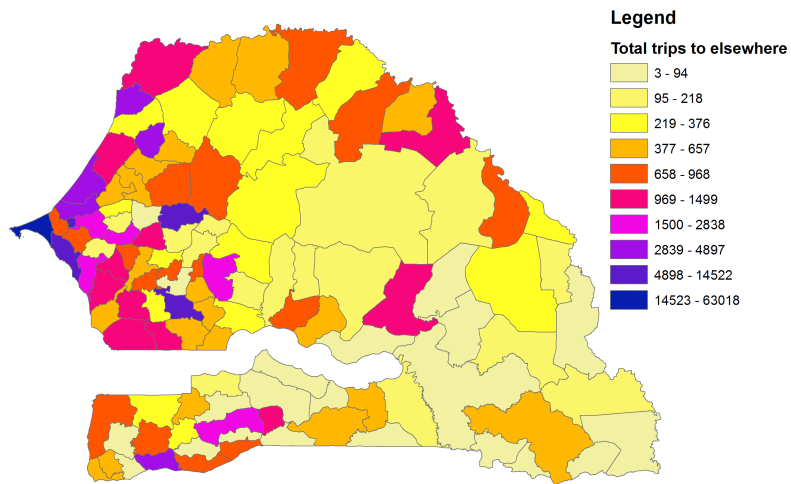 Legend
Total trips to elsewhere
3 - 94
95 - 218
219 - 376
377 - 657
658 - 968
969 - 1499
1500 - 2838
2839 - 4897
4898 - 14522
14523 - 63018